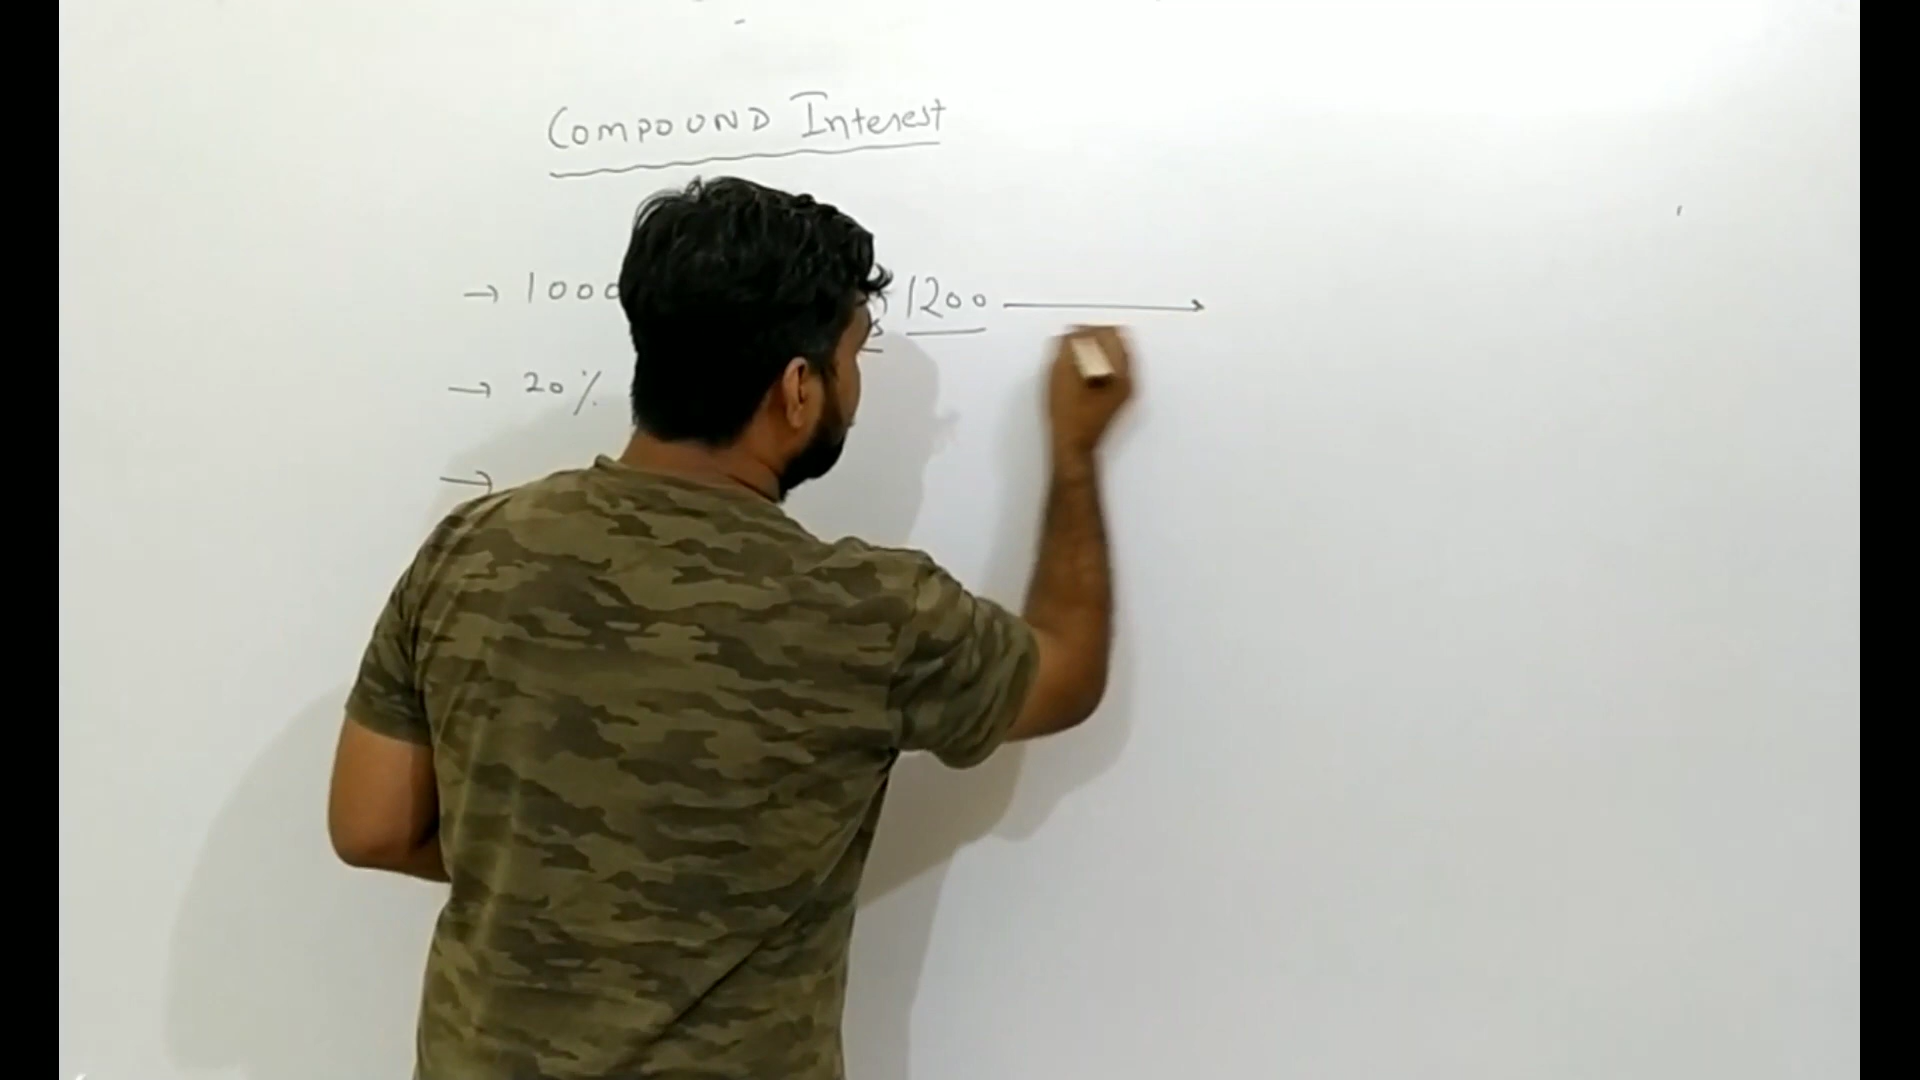 COMPOUND Interest
→ 1000 1200 →
→ 20%
→